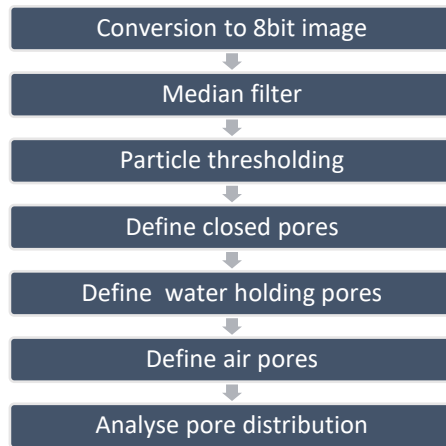 Conversion to 8bit image
Median filter
Particle thresholding
Define closed pores
Define water holding pores
Define air pores
Analyse pore distribution